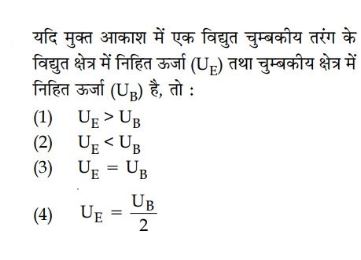 यदि मुक्त आकाश में एक विद्युत चुम्बकीय तरंग के
विद्युत क्षेत्र में निहित ऊर्जा (U_E) तथा चुम्बकीय क्षेत्र में
निहित ऊर्जा (U_B) है, तो :
(1) U_E > U_B
(2) U_E < U_B
(3) U_E = U_B
(4) U_E = U_B/2